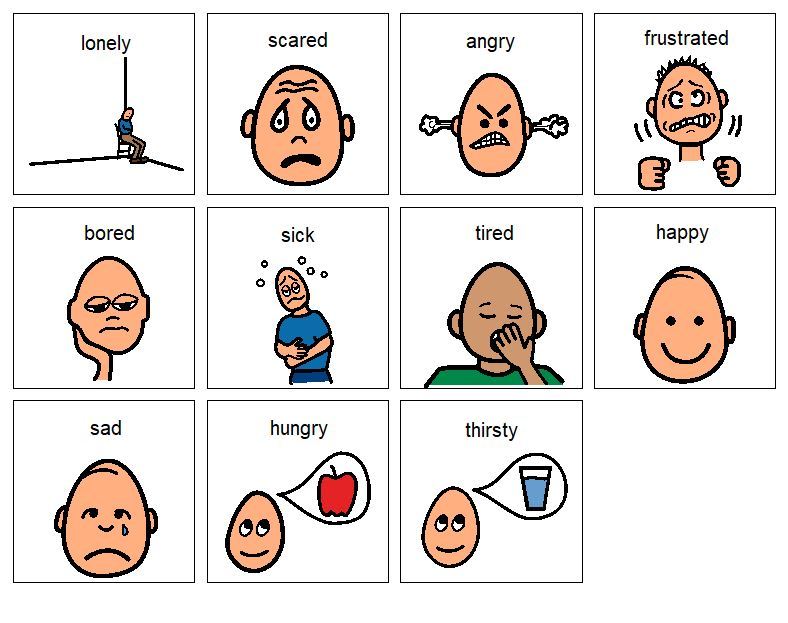 lonely
scared
angry
frustrated
bored
sick
tired
happy
sad
hungry
thirsty